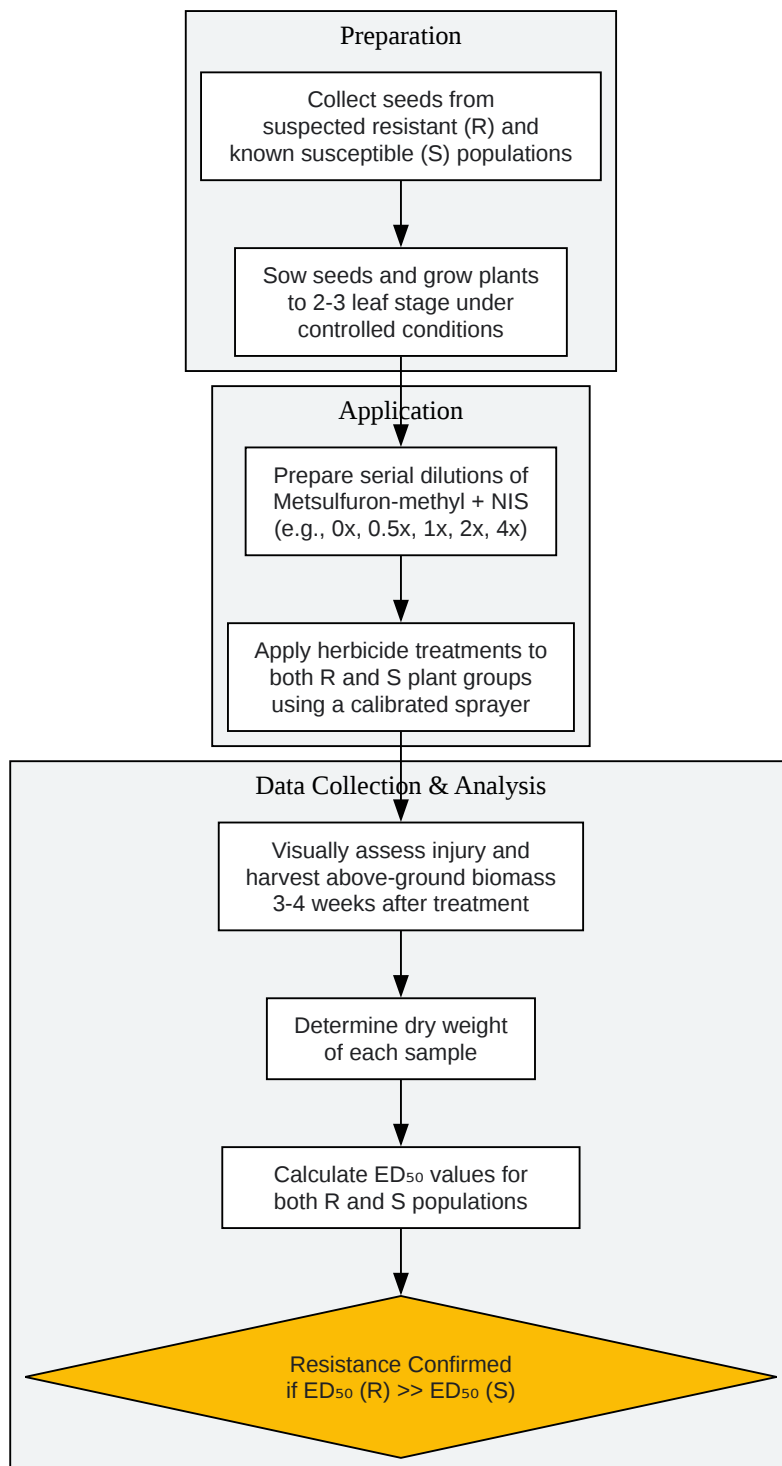 Preparation
Collect seeds from
suspected resistant (R) and
known susceptible (S) populations
Sow seeds and grow plants
to 2-3 leaf stage under
controlled conditions
Application
Prepare serial dilutions of
Metsulfuron-methyl + NIS
(e.g., 0x, 0.5x, 1x, 2x, 4x)
Apply herbicide treatments to
both R and S plant groups
using a calibrated sprayer
Data Collection & Analysis
Visually assess injury and
harvest above-ground biomass
3-4 weeks after treatment
Determine dry weight
of each sample
Calculate ED₅₀ values for
both R and S populations
Resistance Confirmed
if ED₅₀ (R) >> ED₅₀ (S)